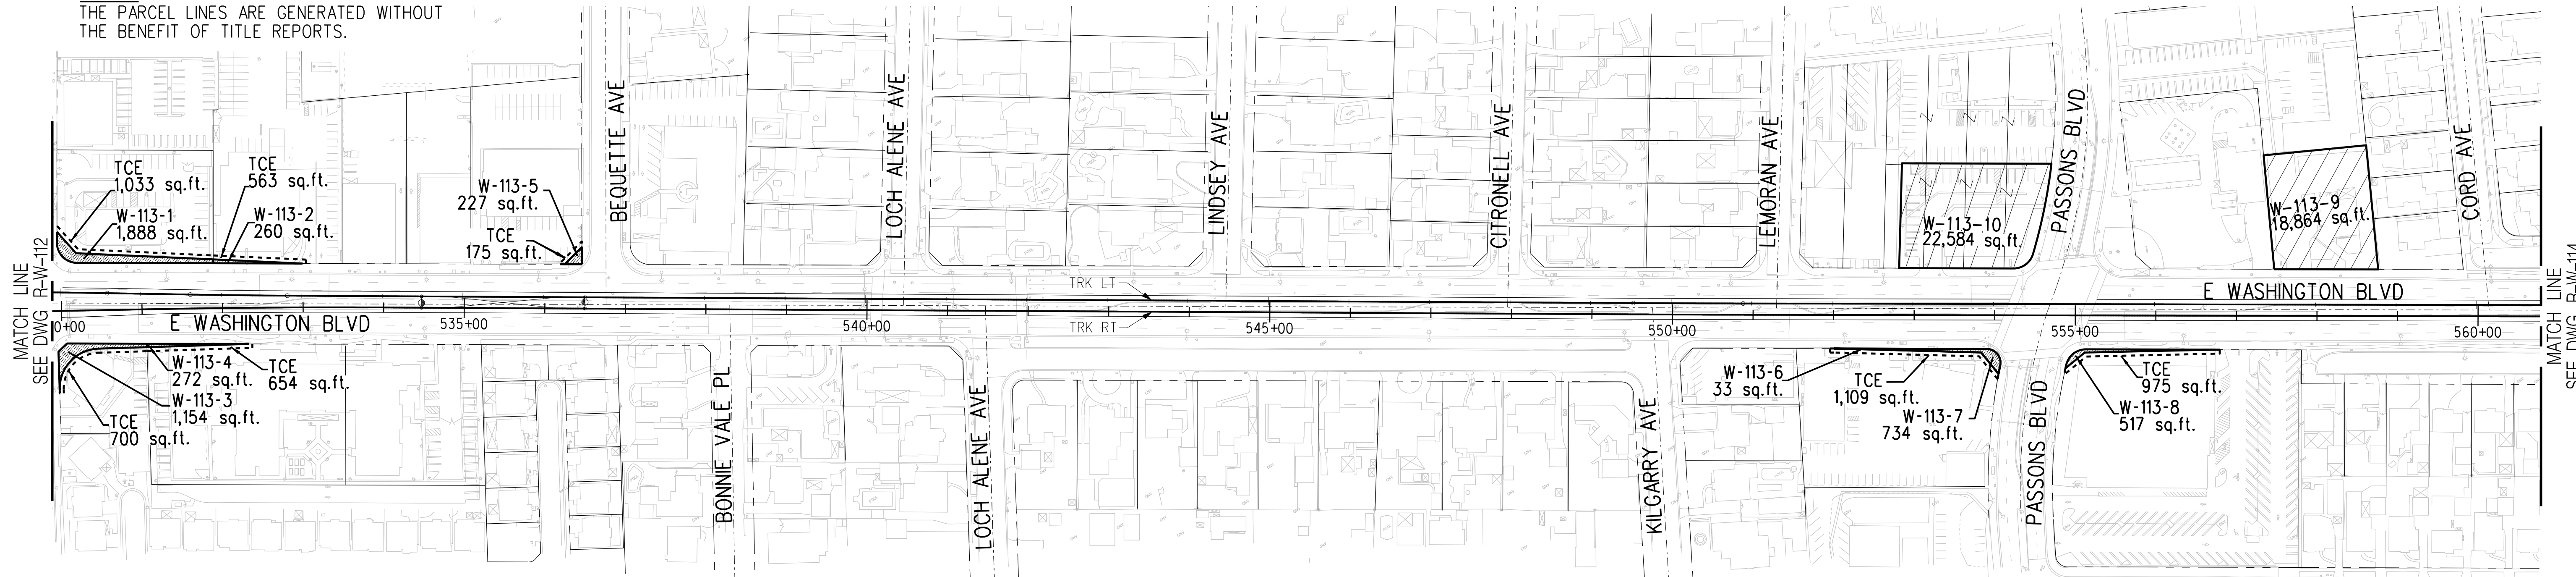 THE PARCEL LINES ARE GENERATED WITHOUT
THE BENEFIT OF TITLE REPORTS.
MATCH LINE
SEE DWG R-W-112
TCE
1,033 sq.ft.
W-113-1
1,888 sq.ft.
TCE
563 sq.ft.
W-113-2
260 sq.ft.
W-113-5
227 sq.ft.
TCE
175 sq.ft.
BEQUETTE AVE
LOCH ALENE AVE
LINDSEY AVE
CITRONELL AVE
LEMORAN AVE
W-113-10
22,584 sq.ft.
PASSONS BLVD
W-113-9
18,864 sq.ft.
CORD AVE
TRK LT
TRK RT
E WASHINGTON BLVD
E WASHINGTON BLVD
0+00
535+00
540+00
545+00
550+00
555+00
560+00
W-113-4
272 sq.ft.
TCE
654 sq.ft.
W-113-3
1,154 sq.ft.
TCE
700 sq.ft.
BONNIE VALE PL
LOCH ALENE AVE
KILGARRY AVE
W-113-6
33 sq.ft.
TCE
1,109 sq.ft.
W-113-7
734 sq.ft.
PASSONS BLVD
TCE
975 sq.ft.
W-113-8
517 sq.ft.
MATCH LINE
SEE DWG R-W-114